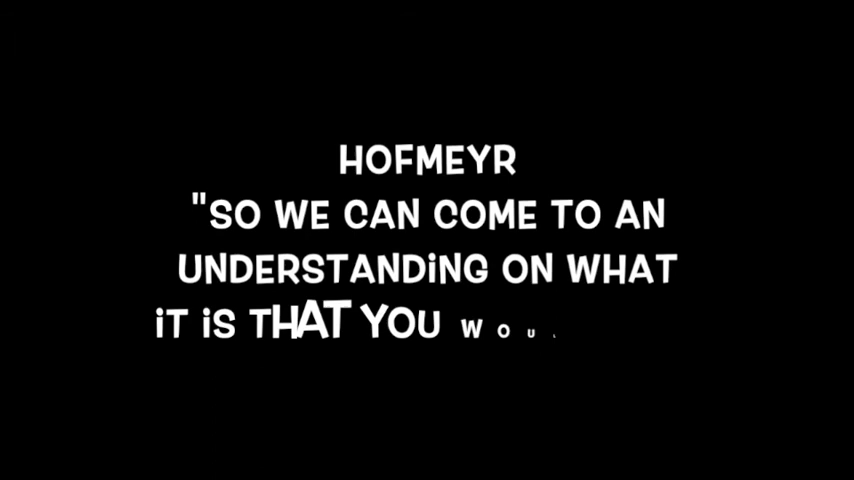 HOFMEYR
"SO WE CAN COME TO AN
UNDERSTANDING ON WHAT
IT IS THAT YOU